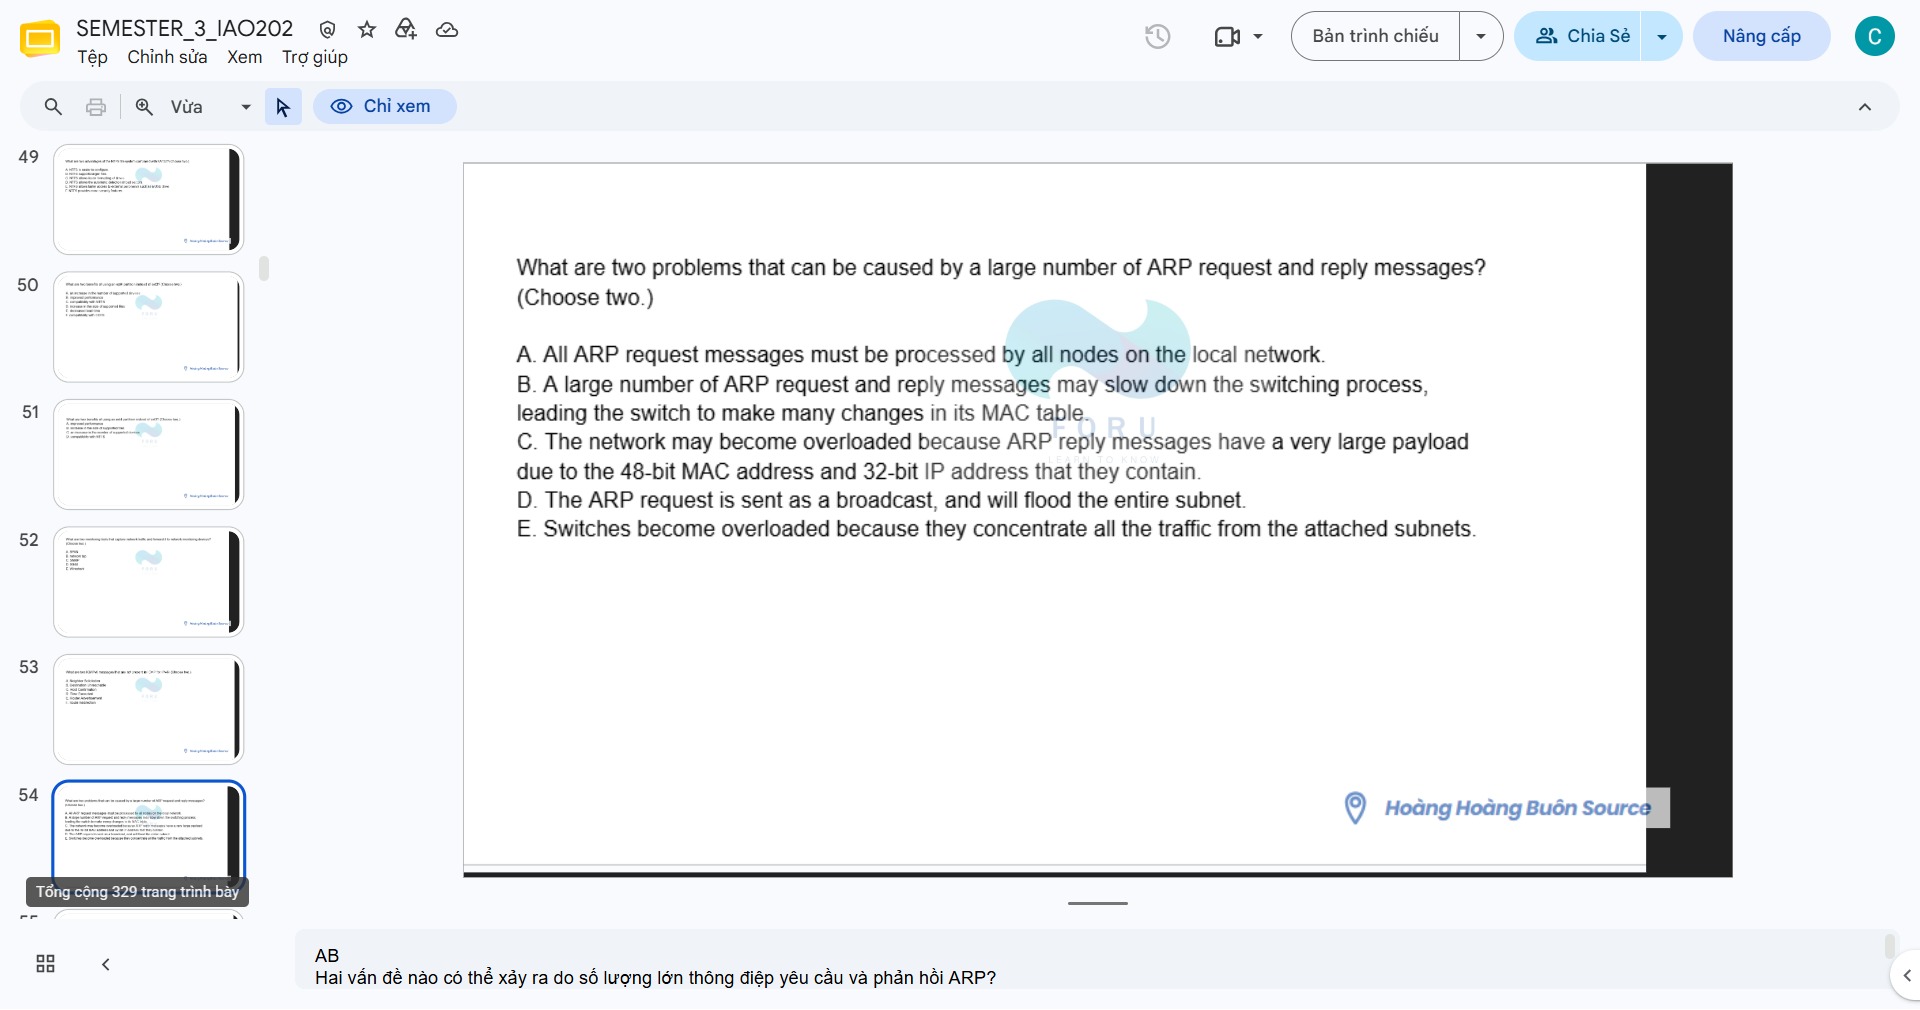 SEMESTER_3_IAO202
Tệp Chỉnh sửa Xem Trợ giúp
Bản trình chiếu
Chia Sẻ
Nâng cấp
C
Vừa
Chỉ xem
49
50
51
52
53
54
Tổng cộng 329 trang trình bày
What are two problems that can be caused by a large number of ARP request and reply messages?
(Choose two.)
A. All ARP request messages must be processed by all nodes on the local network.
B. A large number of ARP request and reply messages may slow down the switching process,
leading the switch to make many changes in its MAC table.
C. The network may become overloaded because ARP reply messages have a very large payload
due to the 48-bit MAC address and 32-bit IP address that they contain.
D. The ARP request is sent as a broadcast, and will flood the entire subnet.
E. Switches become overloaded because they concentrate all the traffic from the attached subnets.
FORU
LEARN TO KNOW
Hoàng Hoàng Buôn Source
AB
Hai vấn đề nào có thể xảy ra do số lượng lớn thông điệp yêu cầu và phản hồi ARP?